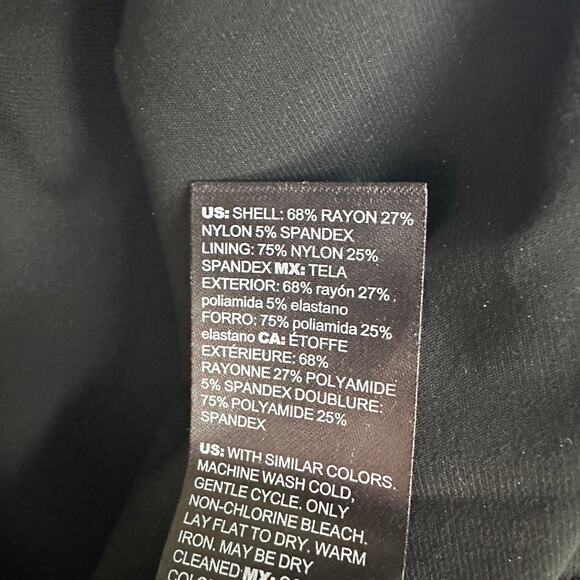 US: SHELL: 68% RAYON 27%
NYLON 5% SPANDEX
LINING: 75% NYLON 25%
SPANDEX MX: TELA
EXTERIOR: 68% rayón 27%
poliamida 5% elastano
FORRO: 75% poliamida 25%
elastano CA: ÉTOFFE
EXTÉRIEURE: 68%
RAYONNE 27% POLYAMIDE
5% SPANDEX DOUBLURE:
75% POLYAMIDE 25%
SPANDEX
US: WITH SIMILAR COLORS.
MACHINE WASH COLD,
GENTLE CYCLE. ONLY
NON-CHLORINE BLEACH.
LAY FLAT TO DRY. WARM
IRON. MAY BE DRY
CLEANED MX: